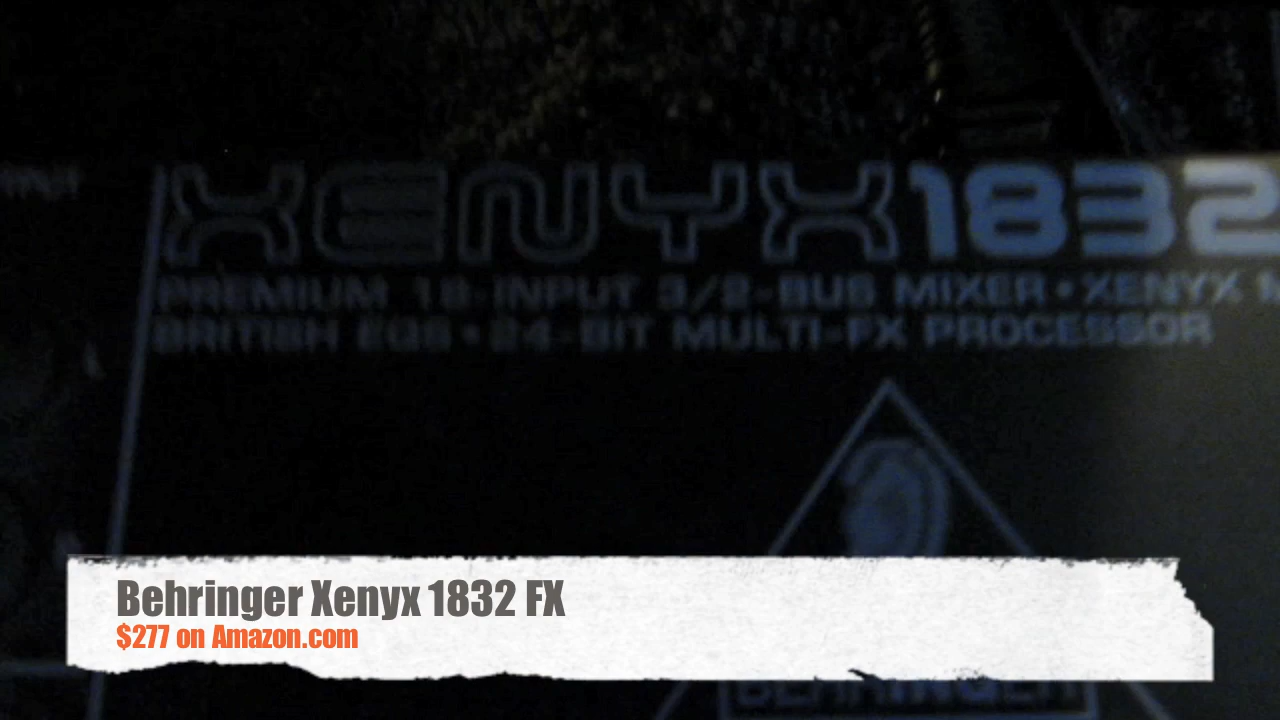 XENYX1832
PREMIUM 18-INPUT 3/2-BUS MIXER • XENYX
BRITISH EQS • 24-BIT MULTI-FX PROCESSOR
Behringer Xenyx 1832 FX
$277 on Amazon.com
BEHRINGER